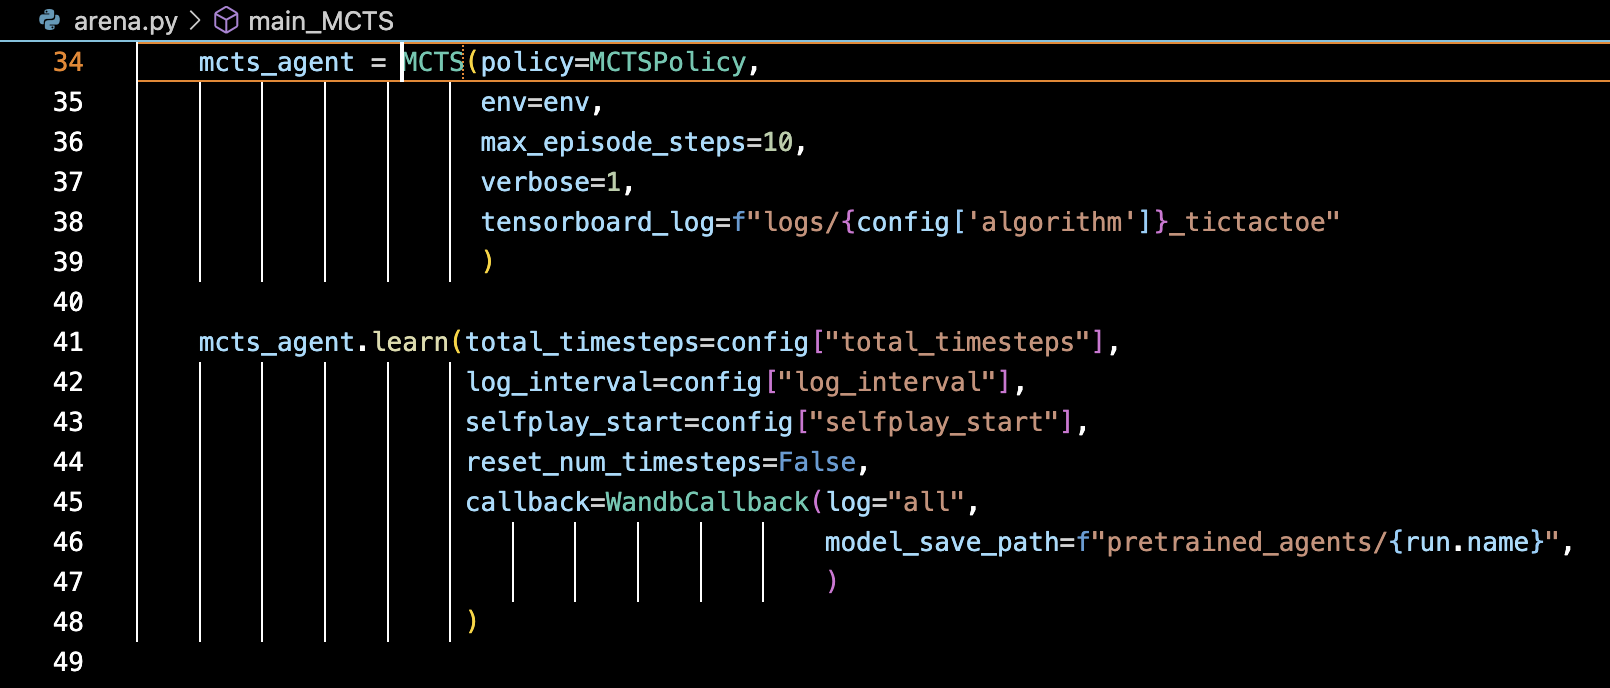 arena.py > main_MCTS
34 mcts_agent = MCTS(policy=MCTSPolicy,
35 env=env,
36 max_episode_steps=10,
37 verbose=1,
38 tensorboard_log=f"logs/{config['algorithm']}_tictactoe"
39 )
40
41 mcts_agent.learn(total_timesteps=config["total_timesteps"],
42 log_interval=config["log_interval"],
43 selfplay_start=config["selfplay_start"],
44 reset_num_timesteps=False,
45 callback=WandbCallback(log="all",
46 model_save_path=f"pretrained_agents/{run.name}",
47 )
48 )
49